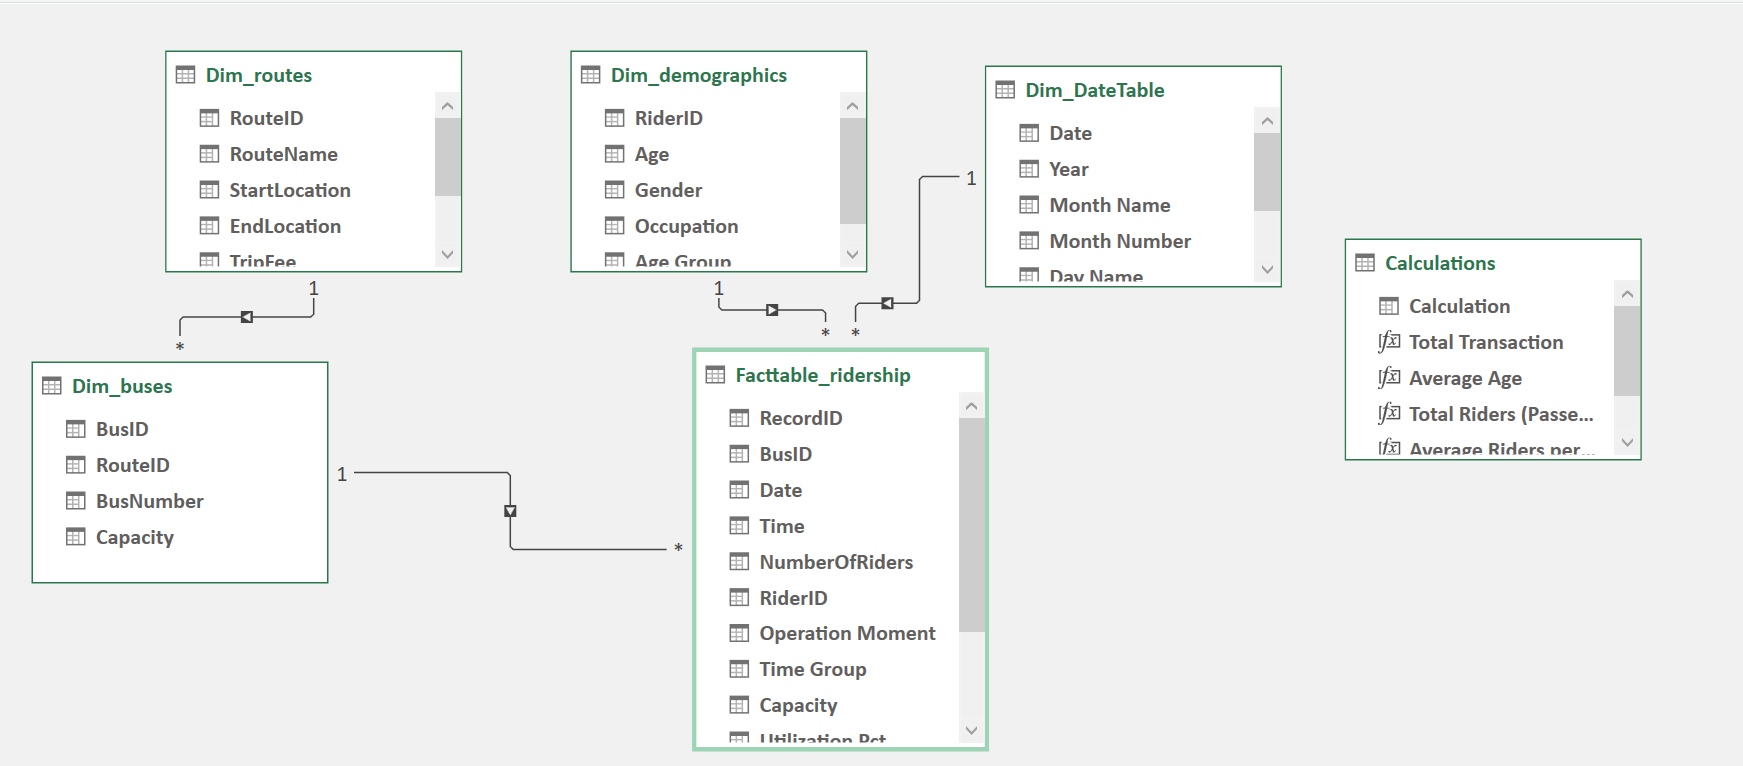 Dim_routes
RouteID
RouteName
StartLocation
EndLocation
TripFee
1
*
Dim_demographics
RiderID
Age
Gender
Occupation
Age Group
1
*
Dim_DateTable
Date
Year
Month Name
Month Number
Day Name
1
*
Calculations
Calculation
Total Transaction
Average Age
Total Riders (Passe...
Average Riders per...
Dim_buses
BusID
RouteID
BusNumber
Capacity
1
*
Facttable_ridership
RecordID
BusID
Date
Time
NumberOfRiders
RiderID
Operation Moment
Time Group
Capacity
Utilization Pct